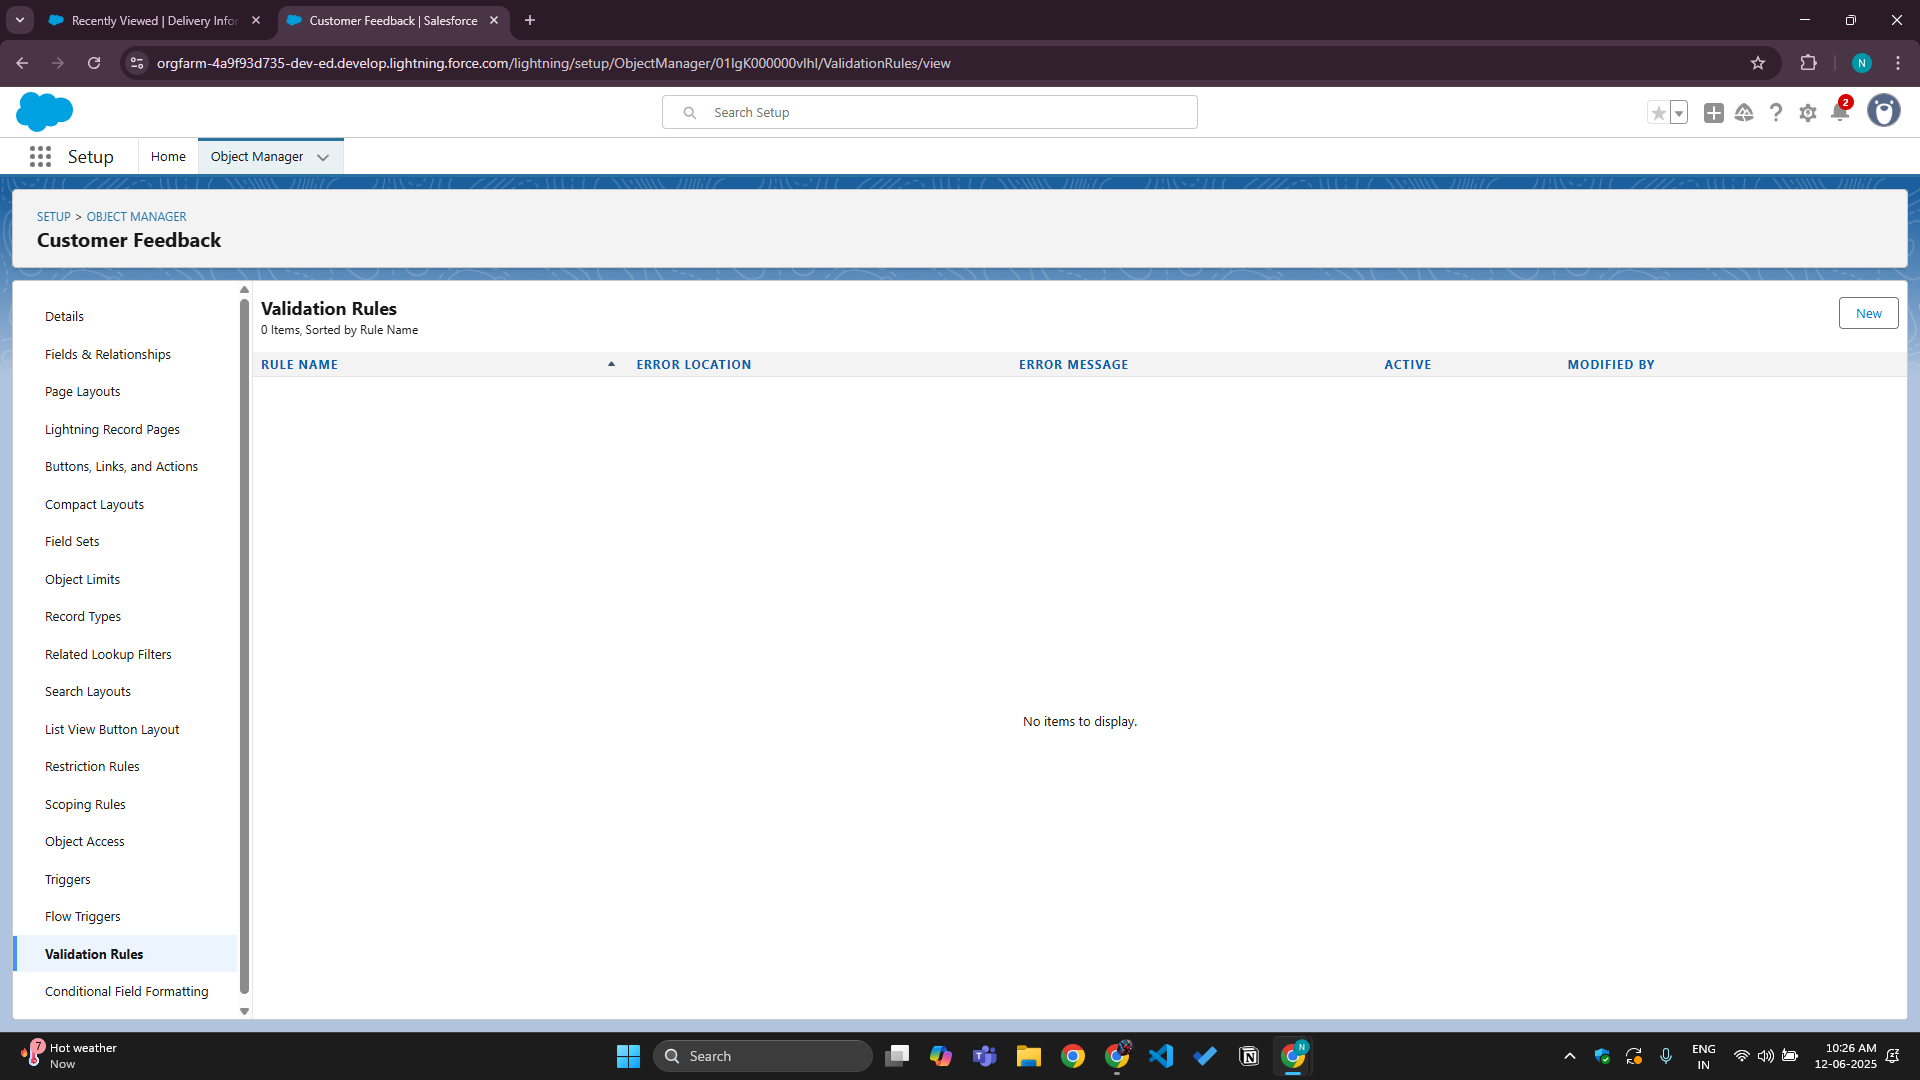 Recently Viewed | Delivery Infor
Customer Feedback | Salesforce
orgfarm-4a9f93d735-dev-ed.develop.lightning.force.com/lightning/setup/ObjectManager/01IgK000000vlhl/ValidationRules/view
N
Search Setup
2
Setup
Home
Object Manager
SETUP > OBJECT MANAGER
Customer Feedback
Details
Fields & Relationships
Page Layouts
Lightning Record Pages
Buttons, Links, and Actions
Compact Layouts
Field Sets
Object Limits
Record Types
Related Lookup Filters
Search Layouts
List View Button Layout
Restriction Rules
Scoping Rules
Object Access
Triggers
Flow Triggers
Validation Rules
Conditional Field Formatting
Validation Rules
0 Items, Sorted by Rule Name
New
RULE NAME
ERROR LOCATION
ERROR MESSAGE
ACTIVE
MODIFIED BY
No items to display.
7
Hot weather
Now
Search
N
ENG
IN
10:26 AM
12-06-2025